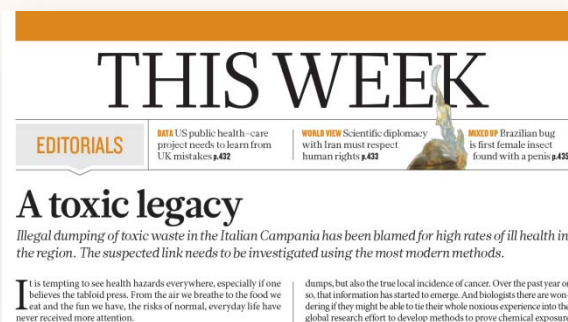 THIS WEEK
EDITORIALS
DATA US public health-care
project needs to learn from
UK mistakes p.432
WORLD VIEW Scientific diplomacy
with Iran must respect
human rights p.433
MIXED UP Brazilian bug
is first female insect
found with a penis p.435
A toxic legacy
Illegal dumping of toxic waste in the Italian Campania has been blamed for high rates of ill health in
the region. The suspected link needs to be investigated using the most modern methods.
It is tempting to see health hazards everywhere, especially if one
believes the tabloid press. From the air we breathe to the food we
eat and the fun we have, the risks of normal, everyday life have
never received more attention.
dumps, but also the true local incidence of cancer. Over the past year or
so, that information has started to emerge. And biologists there are won-
dering if they might be able to tie their whole noxious experience into the
global research effort to develop methods to prove chemical exposure